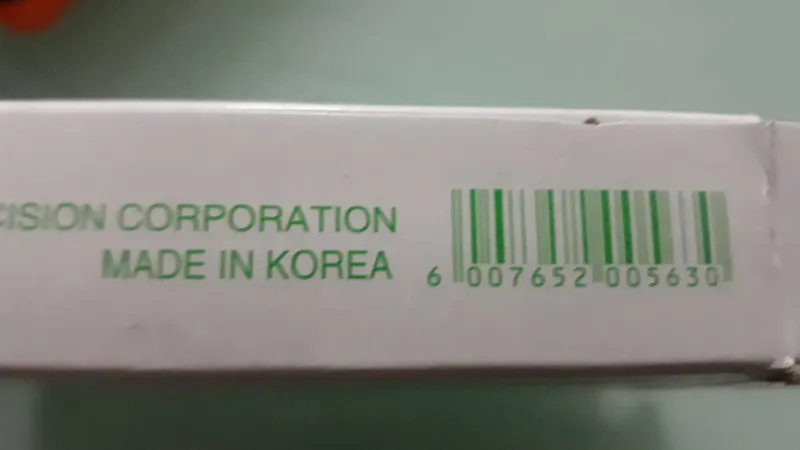 CISION CORPORATION
MADE IN KOREA
6 007652 005630